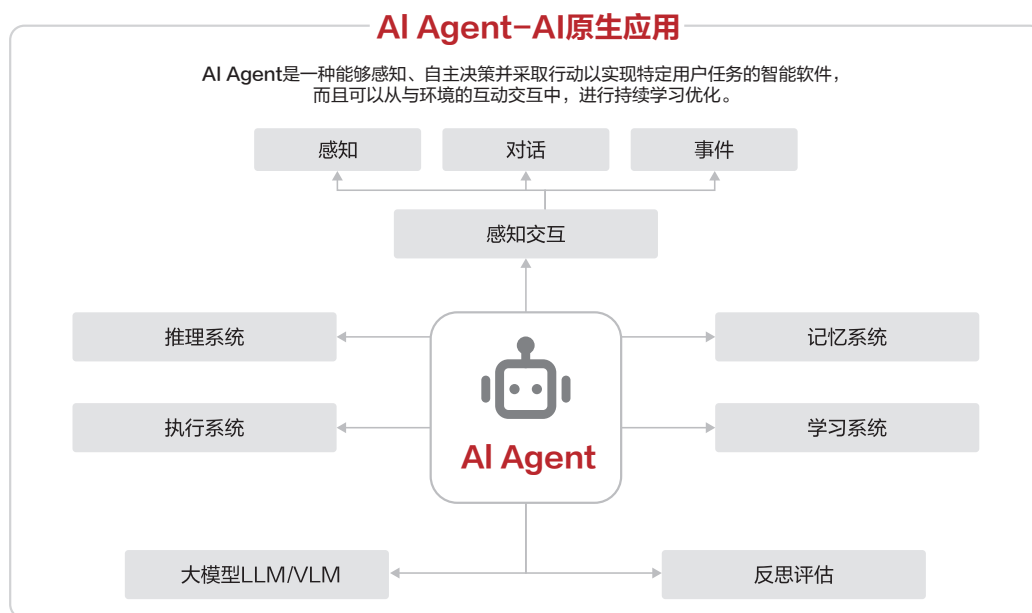 AI Agent–AI原生应用
AI Agent是一种能够感知、自主决策并采取行动以实现特定用户任务的智能软件，
而且可以从与环境的互动交互中，进行持续学习优化。
感知 对话 事件
感知交互
推理系统 记忆系统
执行系统 学习系统
AI Agent
大模型LLM/VLM 反思评估